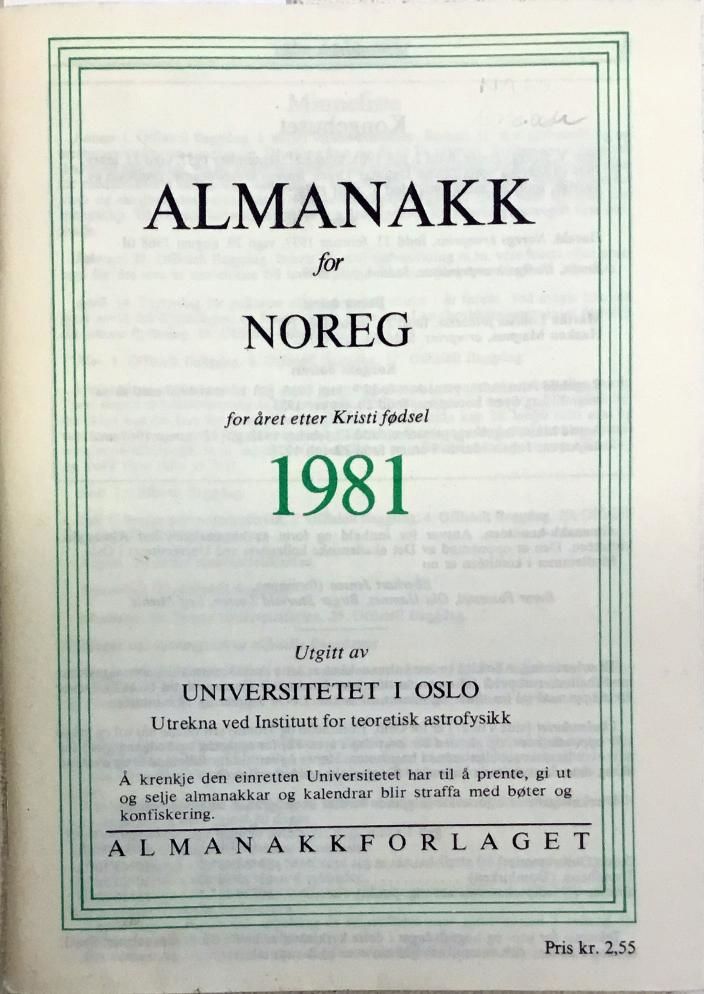 ALMANAKK
for
NOREG
for året etter Kristi fødsel
1981
Utgitt av
UNIVERSITETET I OSLO
Utrekna ved Institutt for teoretisk astrofysikk
Å krenkje den einretten Universitetet har til å prente, gi ut
og selje almanakkar og kalendrar blir straffa med bøter og
konfiskering.
ALMANAKKFORLAGET
Pris kr. 2,55